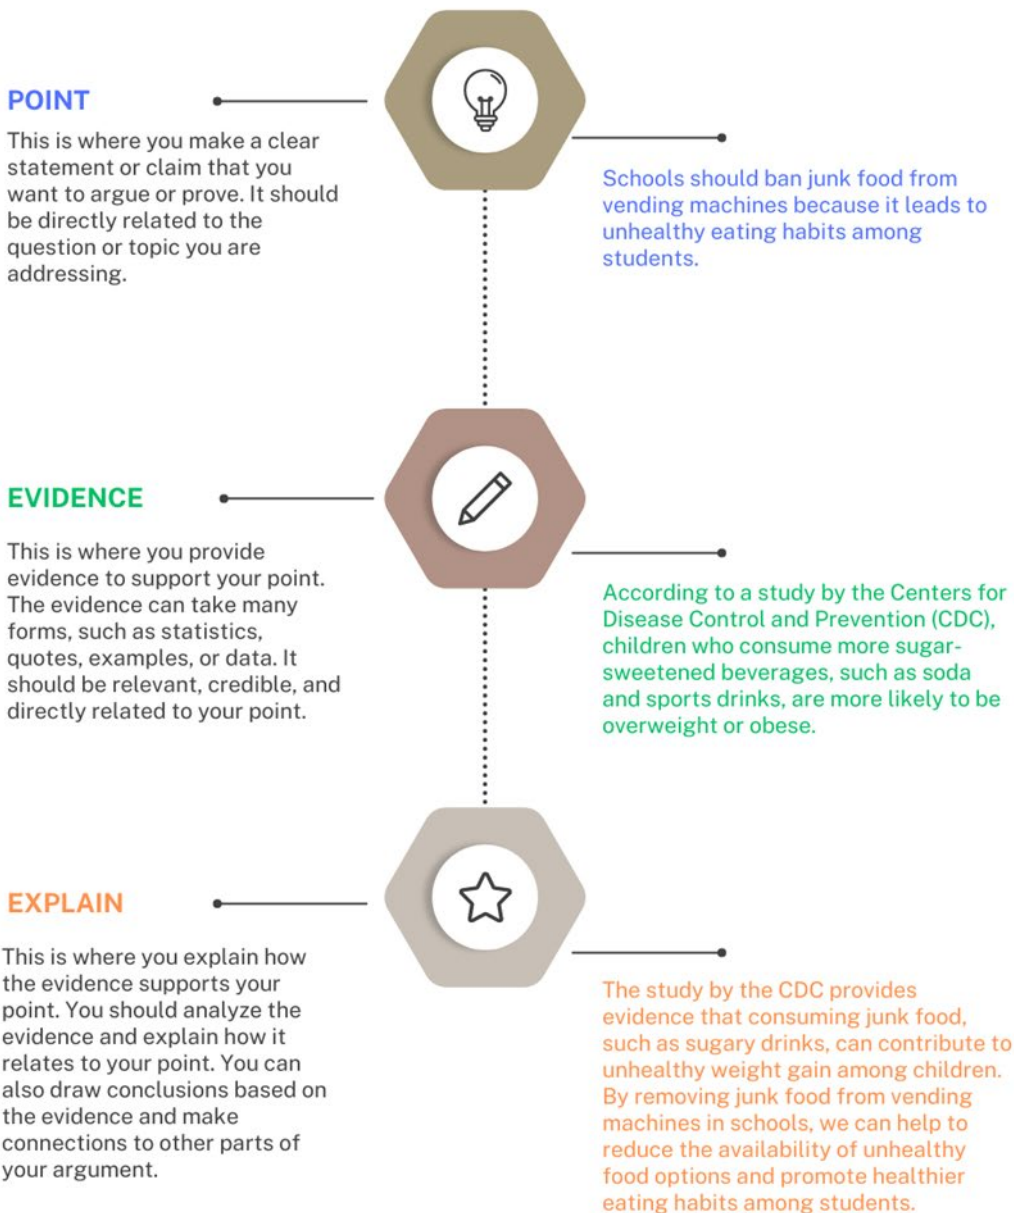 POINT
This is where you make a clear
statement or claim that you
want to argue or prove. It should
be directly related to the
question or topic you are
addressing.
Schools should ban junk food from
vending machines because it leads to
unhealthy eating habits among
students.
EVIDENCE
This is where you provide
evidence to support your point.
The evidence can take many
forms, such as statistics,
quotes, examples, or data. It
should be relevant, credible, and
directly related to your point.
According to a study by the Centers for
Disease Control and Prevention (CDC),
children who consume more sugar-
sweetened beverages, such as soda
and sports drinks, are more likely to be
overweight or obese.
EXPLAIN
This is where you explain how
the evidence supports your
point. You should analyze the
evidence and explain how it
relates to your point. You can
also draw conclusions based on
the evidence and make
connections to other parts of
your argument.
The study by the CDC provides
evidence that consuming junk food,
such as sugary drinks, can contribute to
unhealthy weight gain among children.
By removing junk food from vending
machines in schools, we can help to
reduce the availability of unhealthy
food options and promote healthier
eating habits among students.